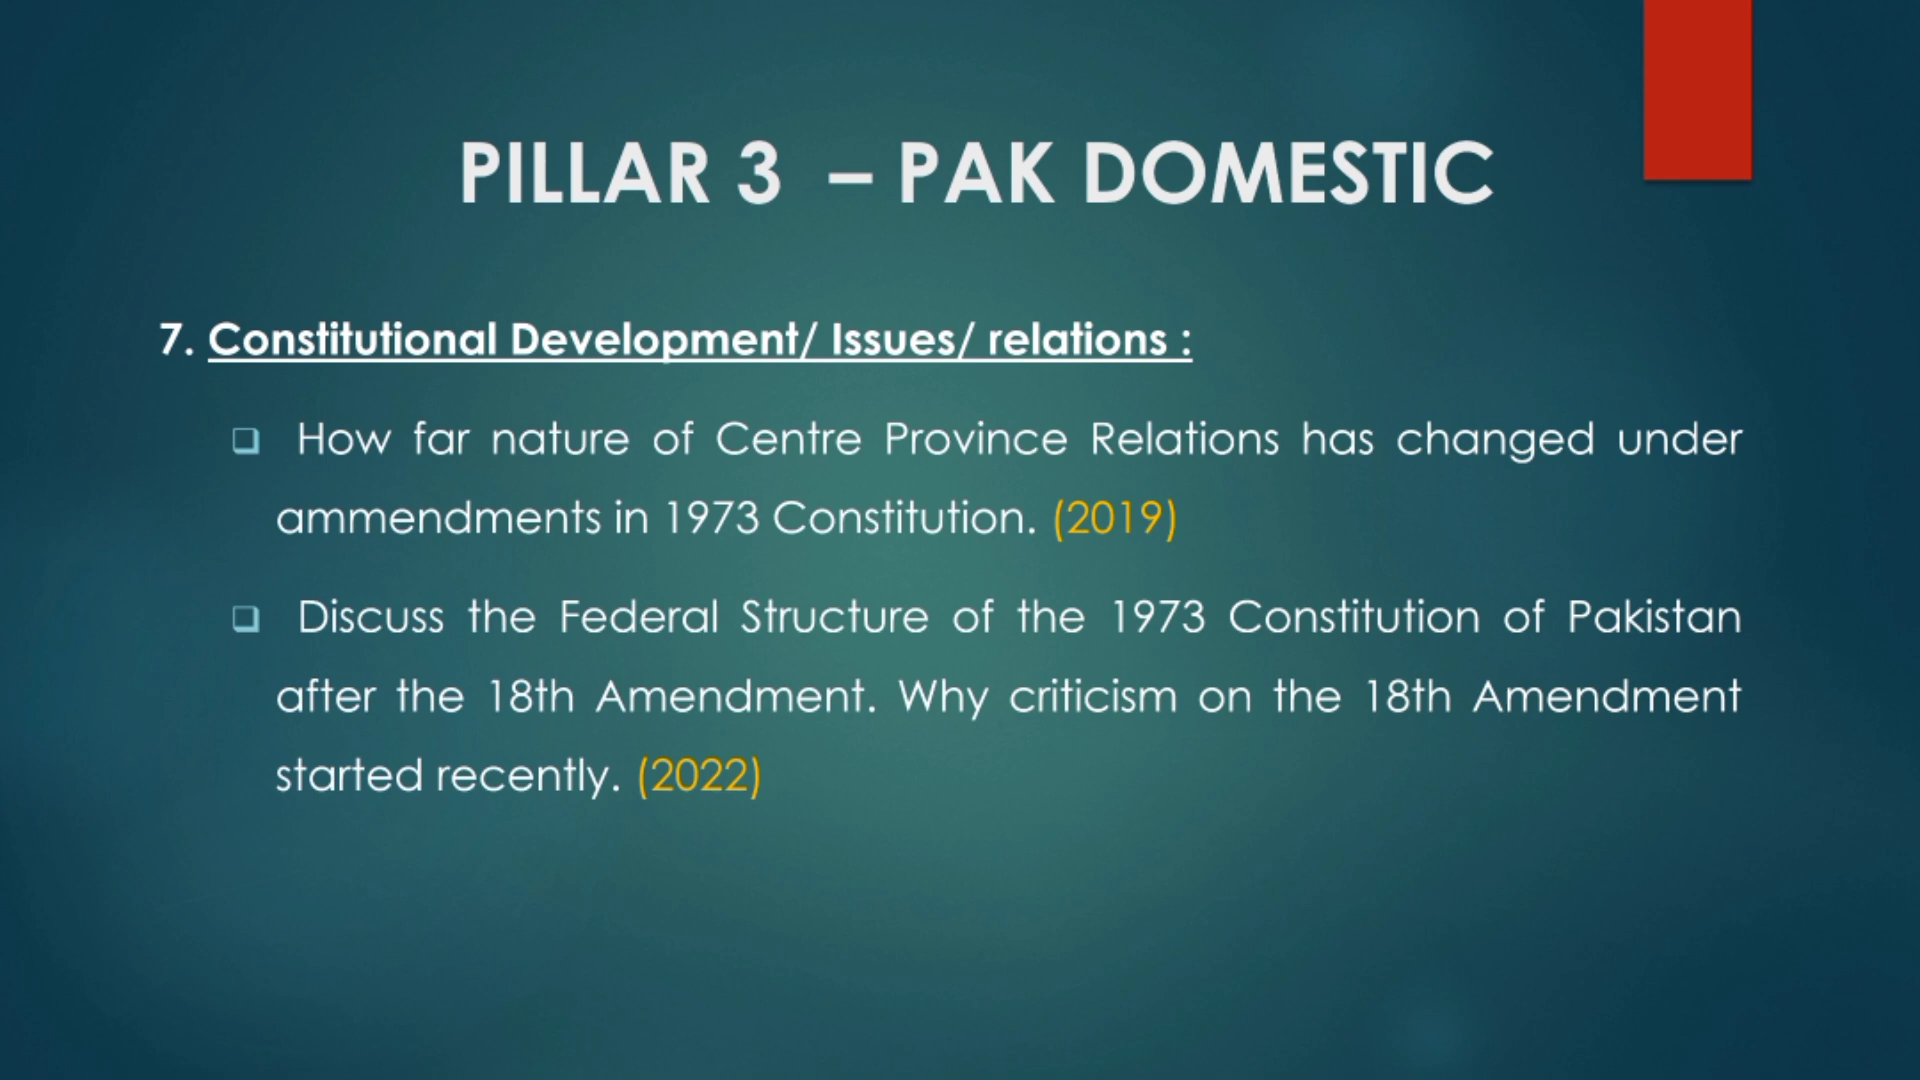 PILLAR 3 – PAK DOMESTIC
7. Constitutional Development/ Issues/ relations :
❑ How far nature of Centre Province Relations has changed under
ammendments in 1973 Constitution. (2019)
❑ Discuss the Federal Structure of the 1973 Constitution of Pakistan
after the 18th Amendment. Why criticism on the 18th Amendment
started recently. (2022)